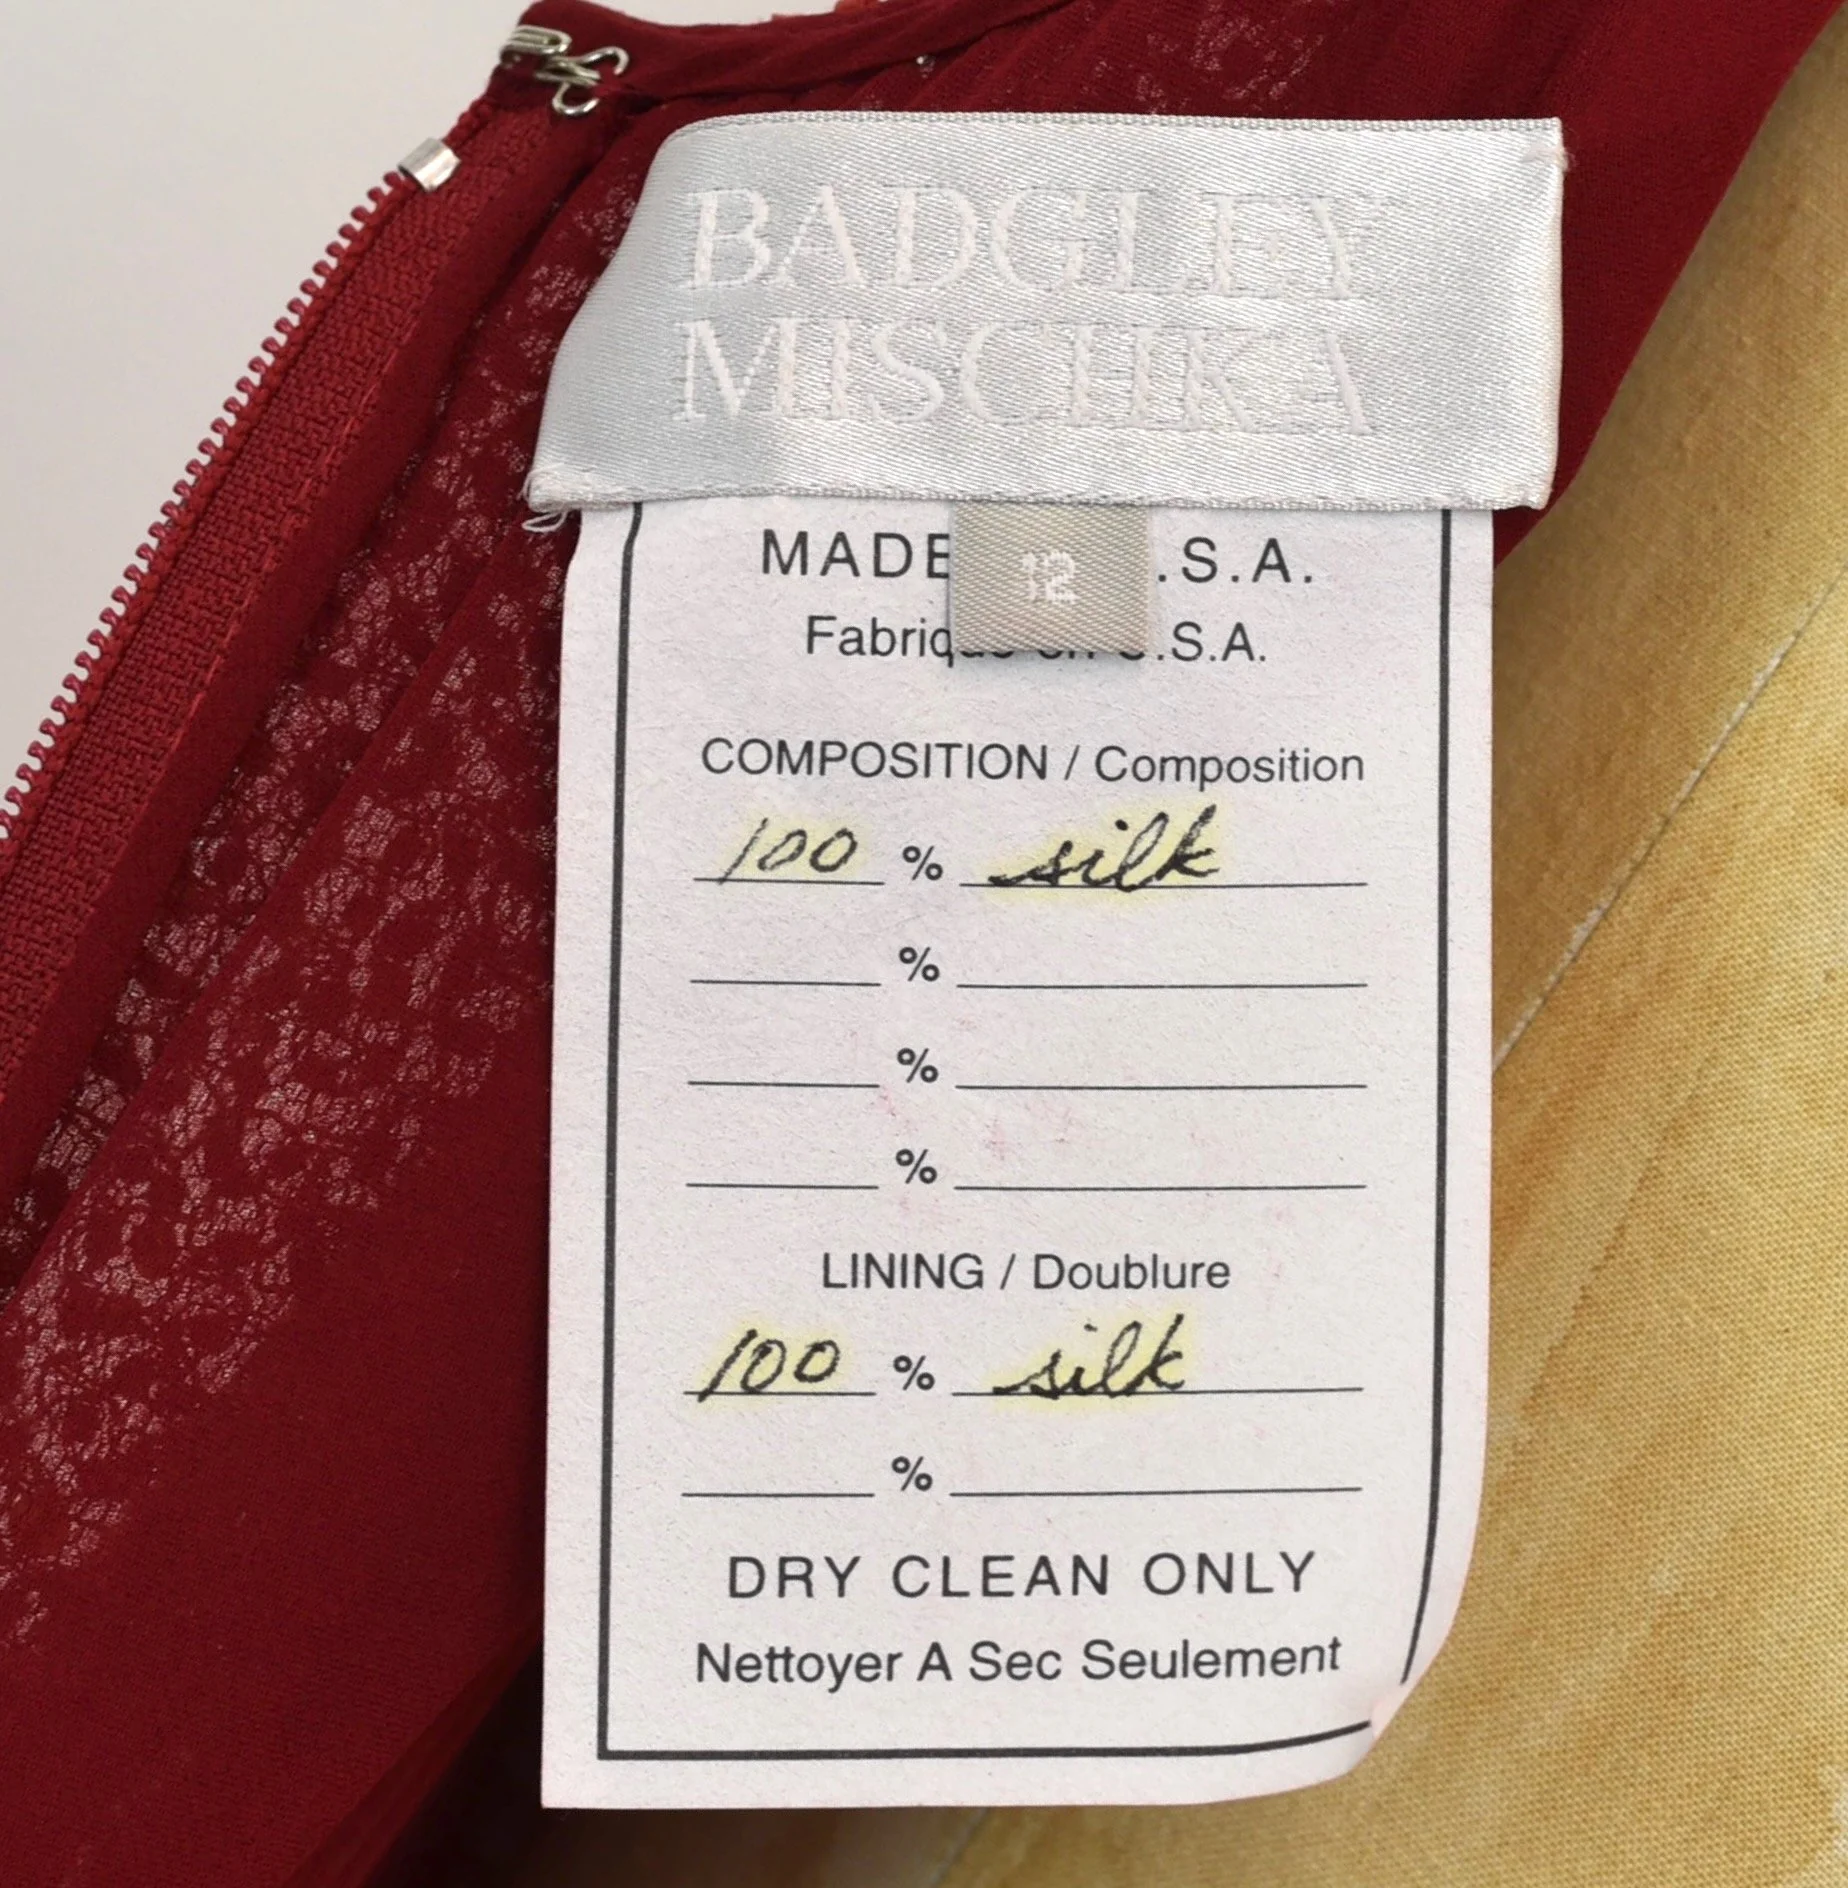 BADGLEY
MISCHKA
12
MADE .S.A.
Fabriq en U.S.A.
COMPOSITION / Composition
100 % silk
%
%
%
LINING / Doublure
100 % silk
%
DRY CLEAN ONLY
Nettoyer A Sec Seulement